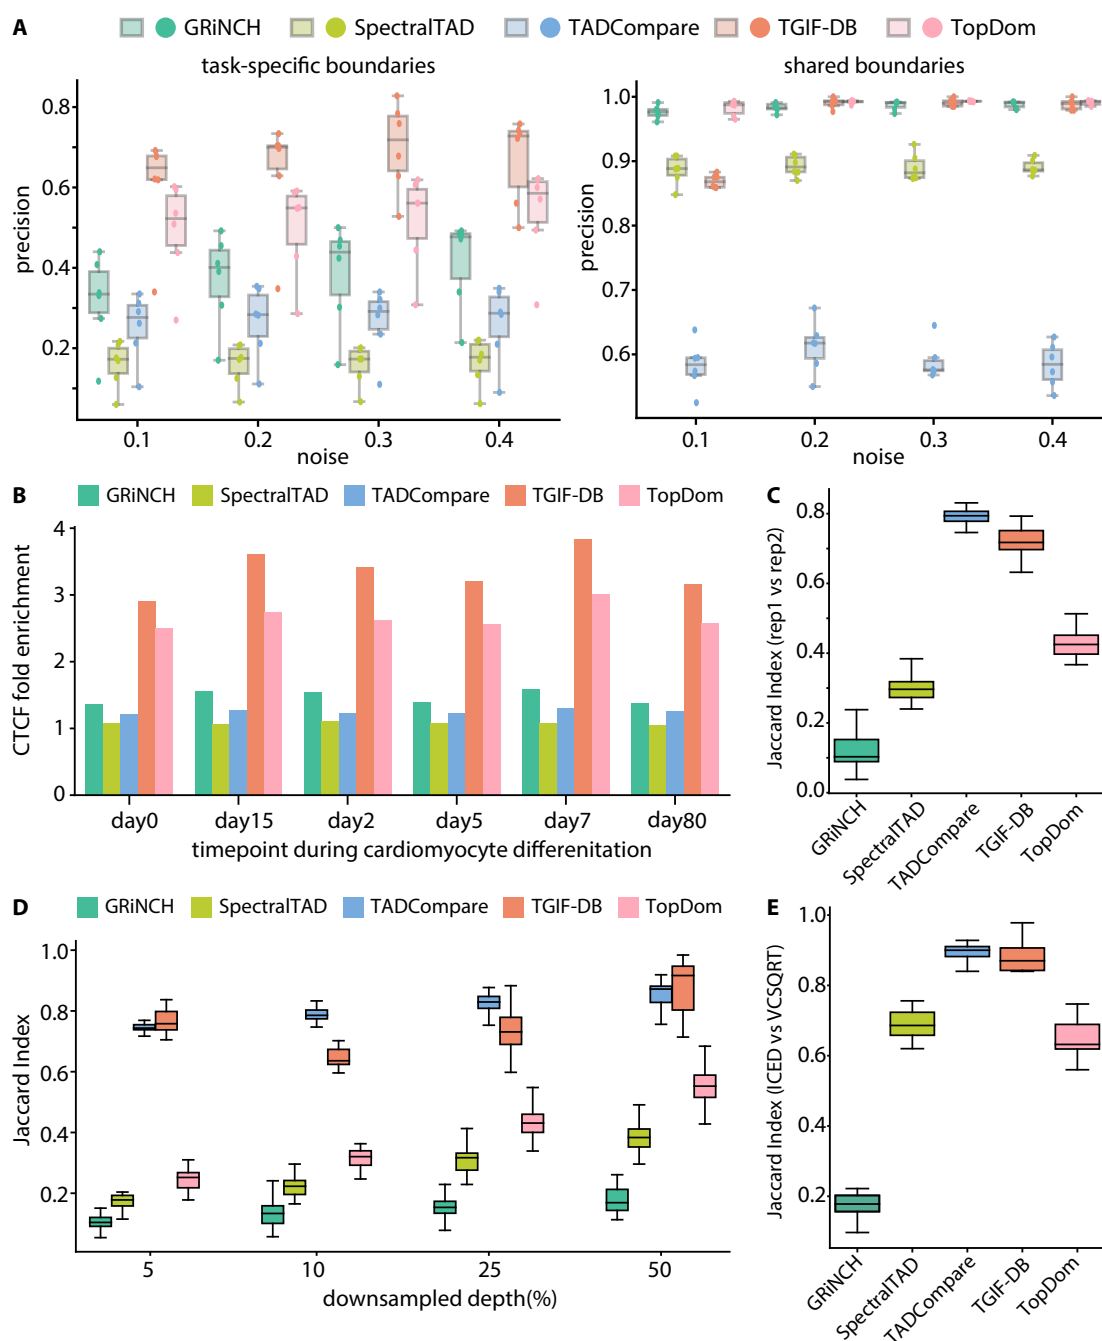 A
GRiNCH SpectralTAD TADCompare TGIF-DB TopDom
task-specific boundaries
precision
0.8
0.6
0.4
0.2
0.1 0.2 0.3 0.4
noise
shared boundaries
precision
1.0
0.9
0.8
0.7
0.6
0.1 0.2 0.3 0.4
noise
B
GRiNCH SpectralTAD TADCompare TGIF-DB TopDom
CTCF fold enrichment
4
3
2
1
0
day0 day15 day2 day5 day7 day80
timepoint during cardiomyocyte differenitation
C
Jaccard Index (rep1 vs rep2)
0.8
0.6
0.4
0.2
0.0
GRiNCH
SpectralTAD
TADCompare
TGIF-DB
TopDom
D
GRiNCH SpectralTAD TADCompare TGIF-DB TopDom
Jaccard Index
1.0
0.8
0.6
0.4
0.2
5 10 25 50
downsampled depth(%)
E
Jaccard Index (ICED vs VCSQRT)
1.0
0.8
0.6
0.4
0.2
GRiNCH
SpectralTAD
TADCompare
TGIF-DB
TopDom